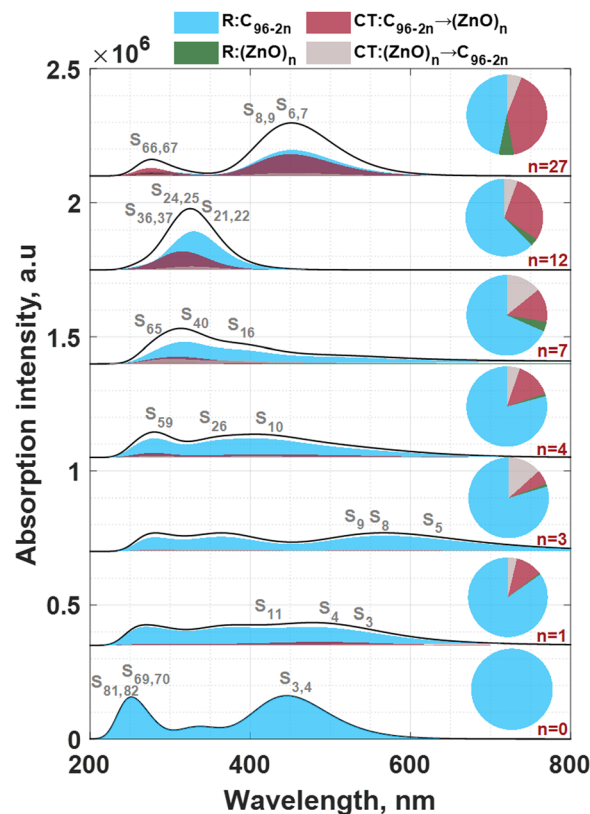 ×10⁶
R:C₉₆₋₂ₙ CT:C₉₆₋₂ₙ→(ZnO)ₙ
R:(ZnO)ₙ CT:(ZnO)ₙ→C₉₆₋₂ₙ
2.5
S₈,₉ S₆,₇
S₆₆,₆₇
n=27
2
S₂₄,₂₅
S₃₆,₃₇ S₂₁,₂₂
n=12
1.5
S₆₅ S₄₀ S₁₆
n=7
S₅₉ S₂₆ S₁₀
n=4
1
S₉ S₈ S₅
n=3
0.5
S₁₁ S₄ S₃
n=1
S₈₁,₈₂ S₆₉,₇₀ S₃,₄
n=0
0
200 400 600 800
Wavelength, nm
Absorption intensity, a.u